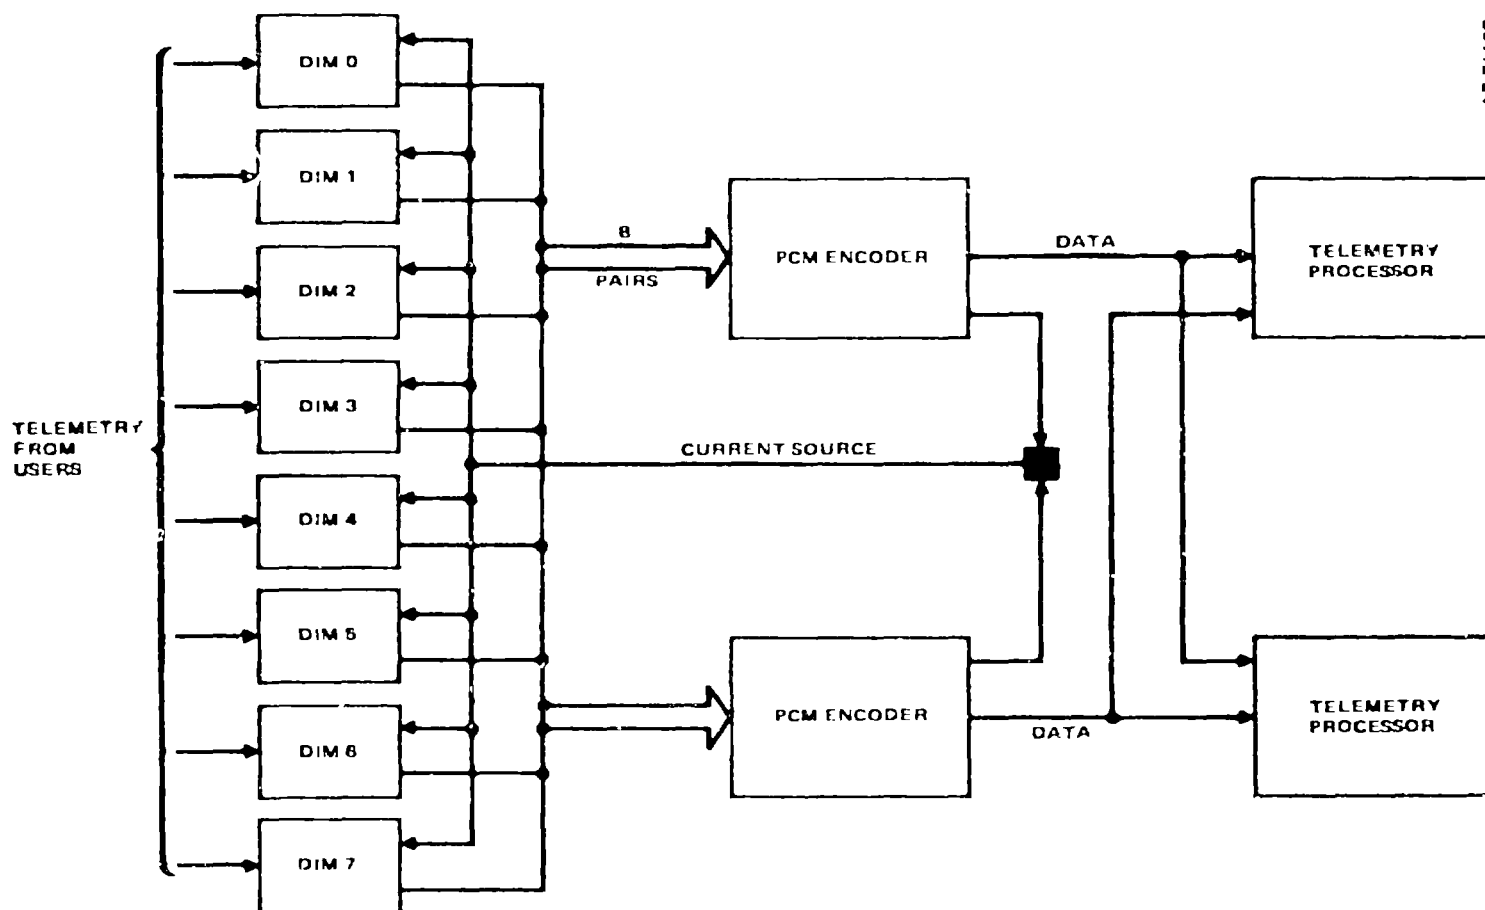 DIM 0
DIM 1
DIM 2
DIM 3
DIM 4
DIM 5
DIM 6
DIM 7
TELEMETRY
FROM
USERS
8
PAIRS
PCM ENCODER
DATA
TELEMETRY
PROCESSOR
CURRENT SOURCE
PCM ENCODER
DATA
TELEMETRY
PROCESSOR